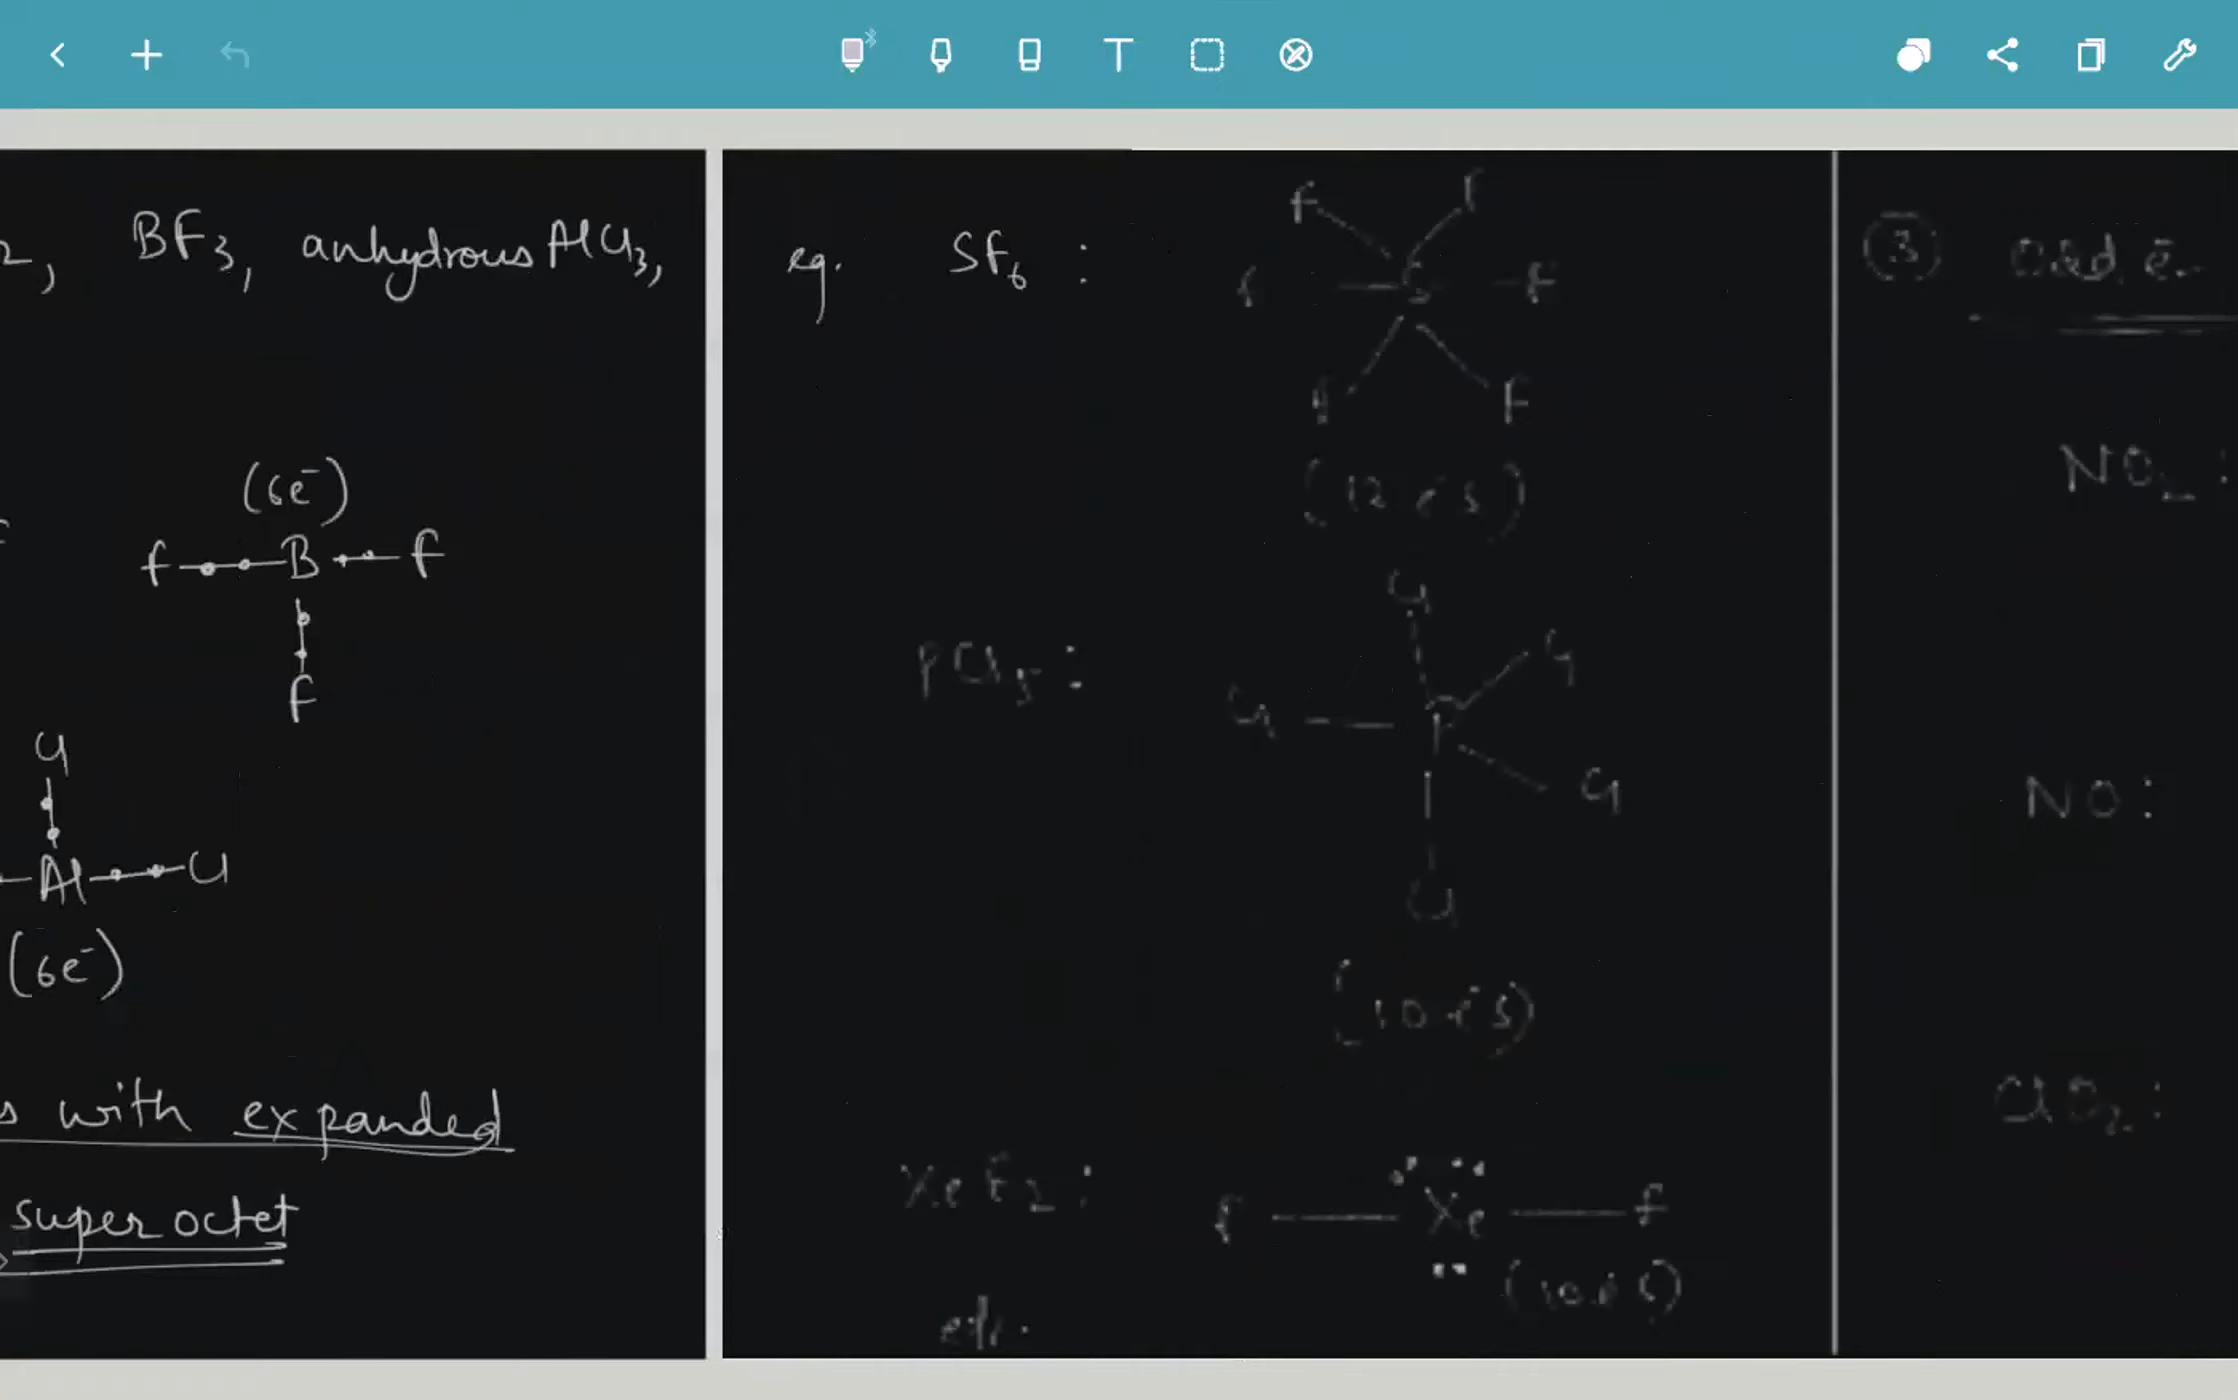 2, BF3, anhydrous AlCl3,
(6e⁻)
F B F
F
Cl
Al Cl
(6e⁻)
s with expanded
super octet
eg. SF6 :
F F
F S F
F F
(12 e⁻s)
PCl5 :
Cl
Cl
Cl P
Cl
Cl
(10 e⁻s)
XeF2 : F Xe F
(10 e⁻s)
etc.
③ Odd e⁻
NO2 :
NO :
ClO2 :